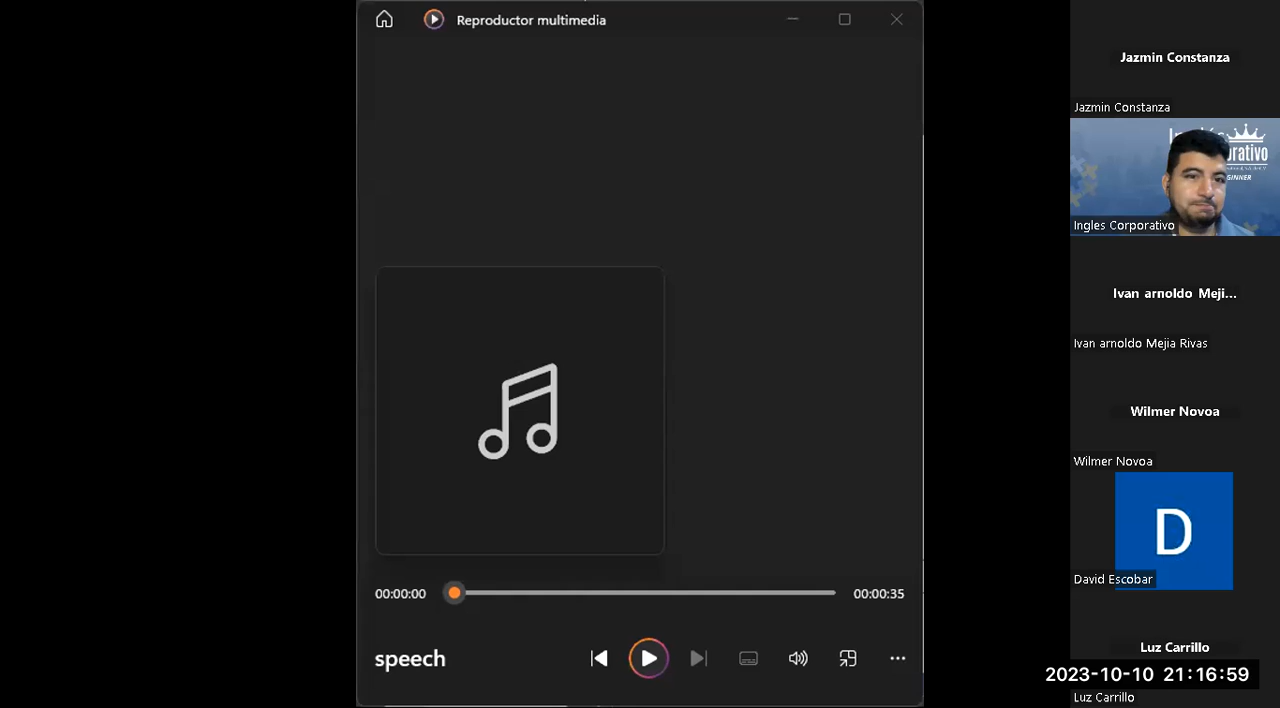 Reproductor multimedia
00:00:00
00:00:35
speech
Jazmin Constanza
Jazmin Constanza
Ingles Corporativo
Ivan arnoldo Meji...
Ivan arnoldo Mejia Rivas
Wilmer Novoa
Wilmer Novoa
D
David Escobar
Luz Carrillo
2023-10-10 21:16:59
Luz Carrillo